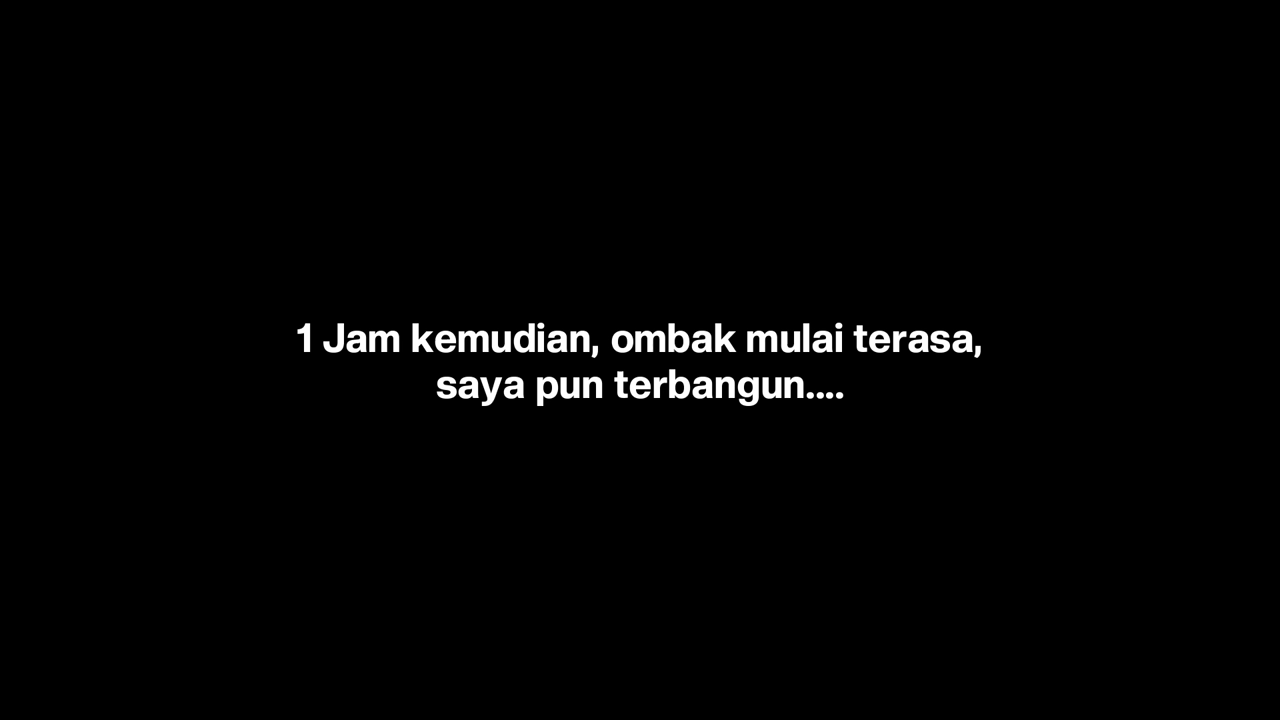 1 Jam kemudian, ombak mulai terasa,
saya pun terbangun....